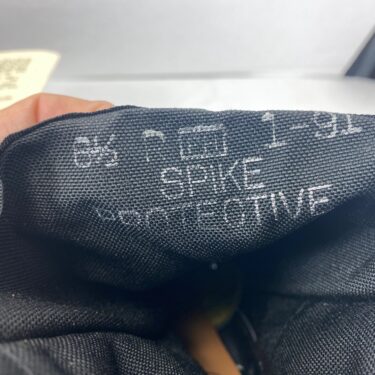 8½ R 1-91
SPIKE
PROTECTIVE